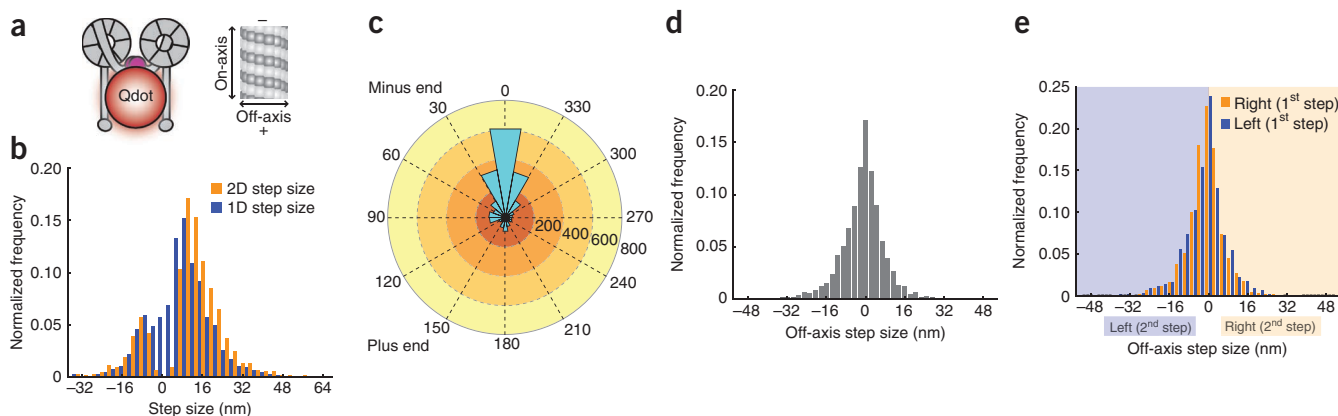 a
Qdot
On-axis
–
Off-axis
+
b
Normalized frequency
0.20
0.15
0.10
0.05
0
2D step size
1D step size
–32 –16 0 16 32 48 64
Step size (nm)
c
Minus end
0
30
330
60
300
90
270
120
240
150
210
180
200
400
600
800
Plus end
d
Normalized frequency
0.20
0.15
0.10
0.05
0
–48 –32 –16 0 16 32 48
Off-axis step size (nm)
e
Normalized frequency
0.25
0.20
0.15
0.10
0.05
0
Right (1st step)
Left (1st step)
–48 –32 –16 0 16 32 48
Left (2nd step) Right (2nd step)
Off-axis step size (nm)